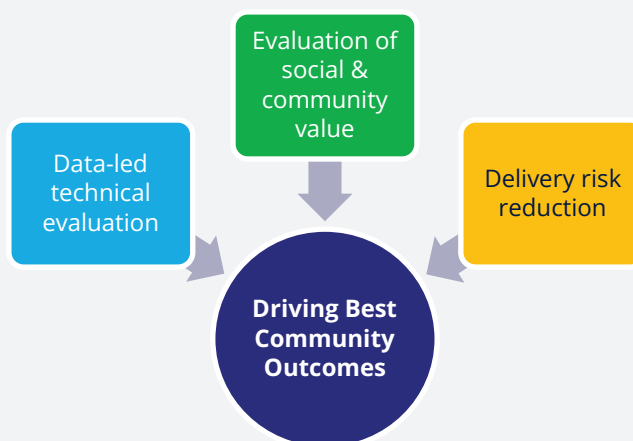 Evaluation of
social &
community
value
Data-led
technical
evaluation
Delivery risk
reduction
Driving Best
Community
Outcomes